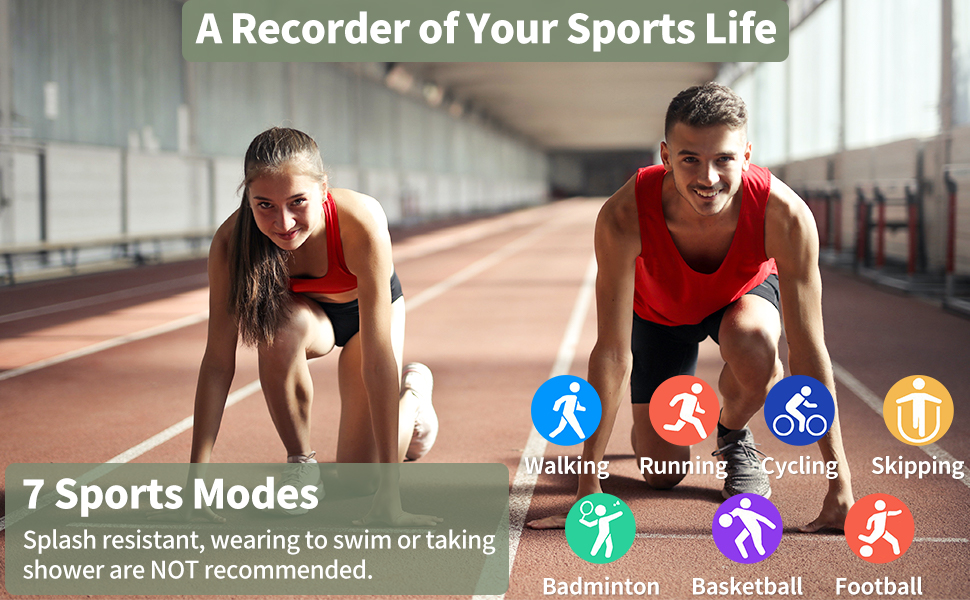 A Recorder of Your Sports Life
Walking Running Cycling Skipping
7 Sports Modes
Splash resistant, wearing to swim or taking
shower are NOT recommended.
Badminton Basketball Football